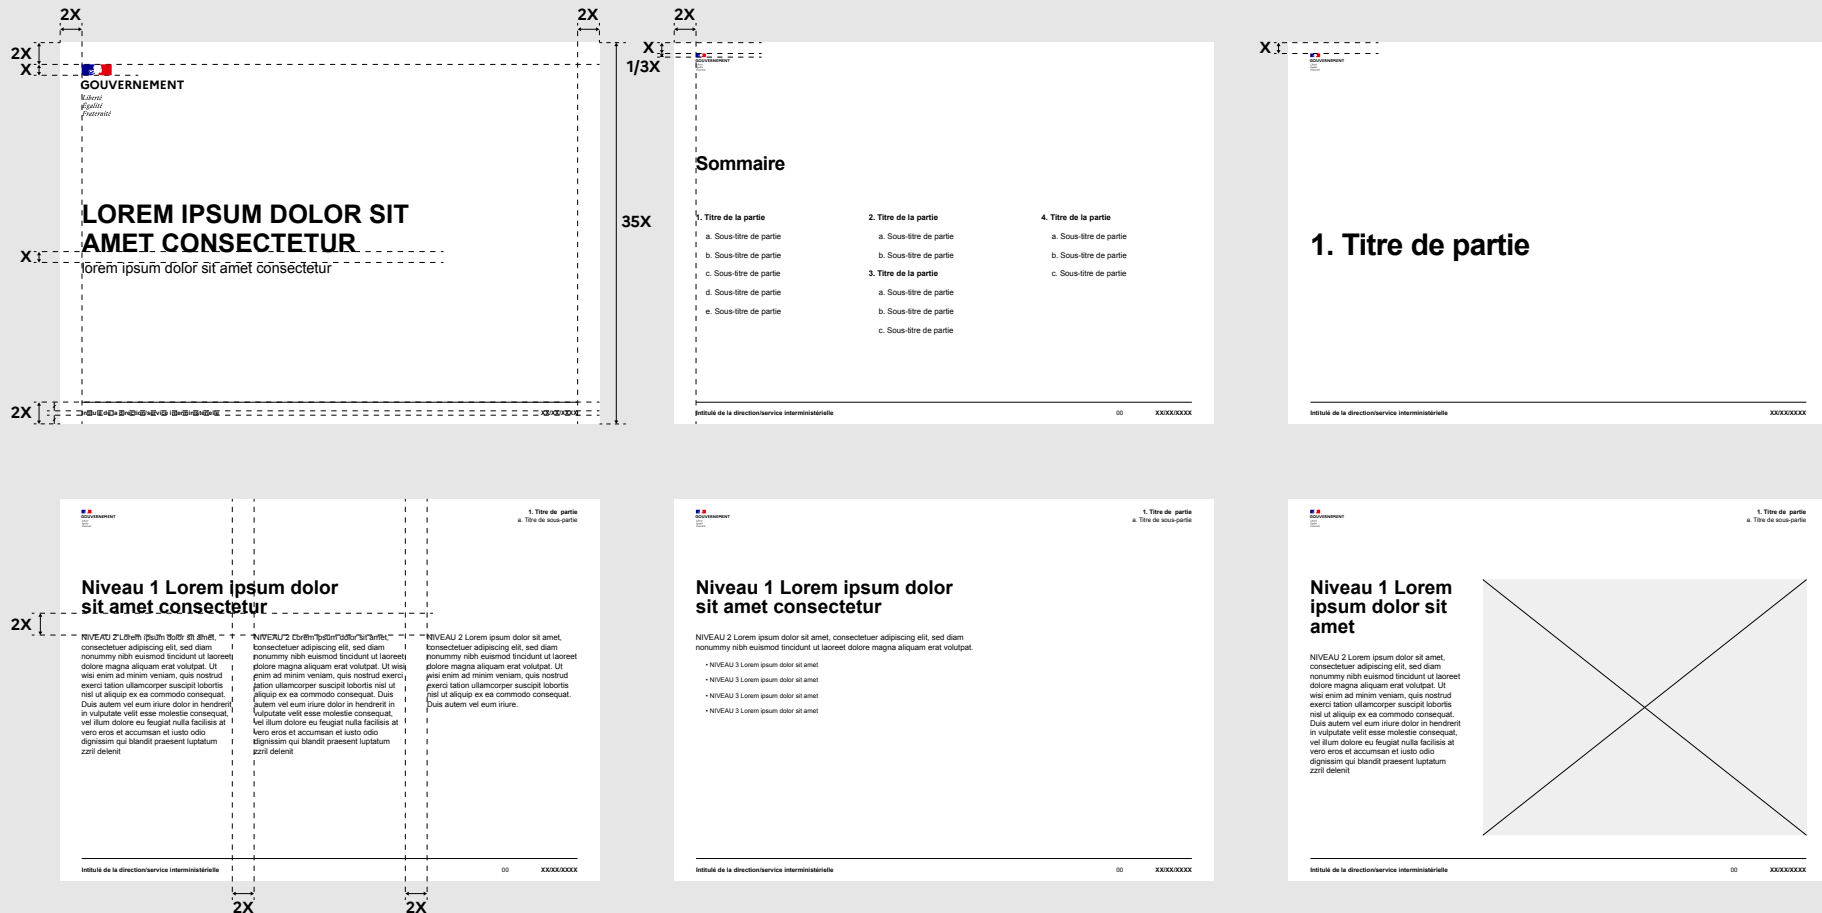 2X
2X
2X
2X
X
GOUVERNEMENT
Liberté
Égalité
Fraternité
LOREM IPSUM DOLOR SIT
AMET CONSECTETUR
X
lorem ipsum dolor sit amet consectetur
35X
2X
Intitulé de la direction/service interministérielle
XX/XX/XXXX
X
1/3X
Sommaire
1. Titre de la partie
a. Sous-titre de partie
b. Sous-titre de partie
c. Sous-titre de partie
d. Sous-titre de partie
e. Sous-titre de partie
2. Titre de la partie
a. Sous-titre de partie
b. Sous-titre de partie
3. Titre de la partie
a. Sous-titre de partie
b. Sous-titre de partie
c. Sous-titre de partie
4. Titre de la partie
a. Sous-titre de partie
b. Sous-titre de partie
c. Sous-titre de partie
Intitulé de la direction/service interministérielle
00
XX/XX/XXXX
X
1. Titre de partie
Intitulé de la direction/service interministérielle
XX/XX/XXXX
GOUVERNEMENT
1. Titre de partie
a. Titre de sous-partie
Niveau 1 Lorem ipsum dolor
sit amet consectetur
2X
NIVEAU 2 Lorem ipsum dolor sit amet,
consectetuer adipiscing elit, sed diam
nonummy nibh euismod tincidunt ut laoreet
dolore magna aliquam erat volutpat. Ut
wisi enim ad minim veniam, quis nostrud
exerci tation ullamcorper suscipit lobortis
nisl ut aliquip ex ea commodo consequat.
Duis autem vel eum iriure dolor in hendrerit
in vulputate velit esse molestie consequat,
vel illum dolore eu feugiat nulla facilisis at
vero eros et accumsan et iusto odio
dignissim qui blandit praesent luptatum
zzril delenit
NIVEAU 2 Lorem ipsum dolor sit amet,
consectetuer adipiscing elit, sed diam
nonummy nibh euismod tincidunt ut laoreet
dolore magna aliquam erat volutpat. Ut wisi
enim ad minim veniam, quis nostrud exerci
tation ullamcorper suscipit lobortis nisl ut
aliquip ex ea commodo consequat. Duis
autem vel eum iriure dolor in hendrerit in
vulputate velit esse molestie consequat,
vel illum dolore eu feugiat nulla facilisis at
vero eros et accumsan et iusto odio
dignissim qui blandit praesent luptatum
zzril delenit
NIVEAU 2 Lorem ipsum dolor sit amet,
consectetuer adipiscing elit, sed diam
nonummy nibh euismod tincidunt ut laoreet
dolore magna aliquam erat volutpat. Ut
wisi enim ad minim veniam, quis nostrud
exerci tation ullamcorper suscipit lobortis
nisl ut aliquip ex ea commodo consequat.
Duis autem vel eum iriure.
Intitulé de la direction/service interministérielle
00
XX/XX/XXXX
2X
2X
GOUVERNEMENT
1. Titre de partie
a. Titre de sous-partie
Niveau 1 Lorem ipsum dolor
sit amet consectetur
NIVEAU 2 Lorem ipsum dolor sit amet, consectetuer adipiscing elit, sed diam
nonummy nibh euismod tincidunt ut laoreet dolore magna aliquam erat volutpat.
• NIVEAU 3 Lorem ipsum dolor sit amet
• NIVEAU 3 Lorem ipsum dolor sit amet
• NIVEAU 3 Lorem ipsum dolor sit amet
• NIVEAU 3 Lorem ipsum dolor sit amet
Intitulé de la direction/service interministérielle
00
XX/XX/XXXX
GOUVERNEMENT
1. Titre de partie
a. Titre de sous-partie
Niveau 1 Lorem
ipsum dolor sit
amet
NIVEAU 2 Lorem ipsum dolor sit amet,
consectetuer adipiscing elit, sed diam
nonummy nibh euismod tincidunt ut laoreet
dolore magna aliquam erat volutpat. Ut
wisi enim ad minim veniam, quis nostrud
exerci tation ullamcorper suscipit lobortis
nisl ut aliquip ex ea commodo consequat.
Duis autem vel eum iriure dolor in hendrerit
in vulputate velit esse molestie consequat,
vel illum dolore eu feugiat nulla facilisis at
vero eros et accumsan et iusto odio
dignissim qui blandit praesent luptatum
zzril delenit
Intitulé de la direction/service interministérielle
00
XX/XX/XXXX